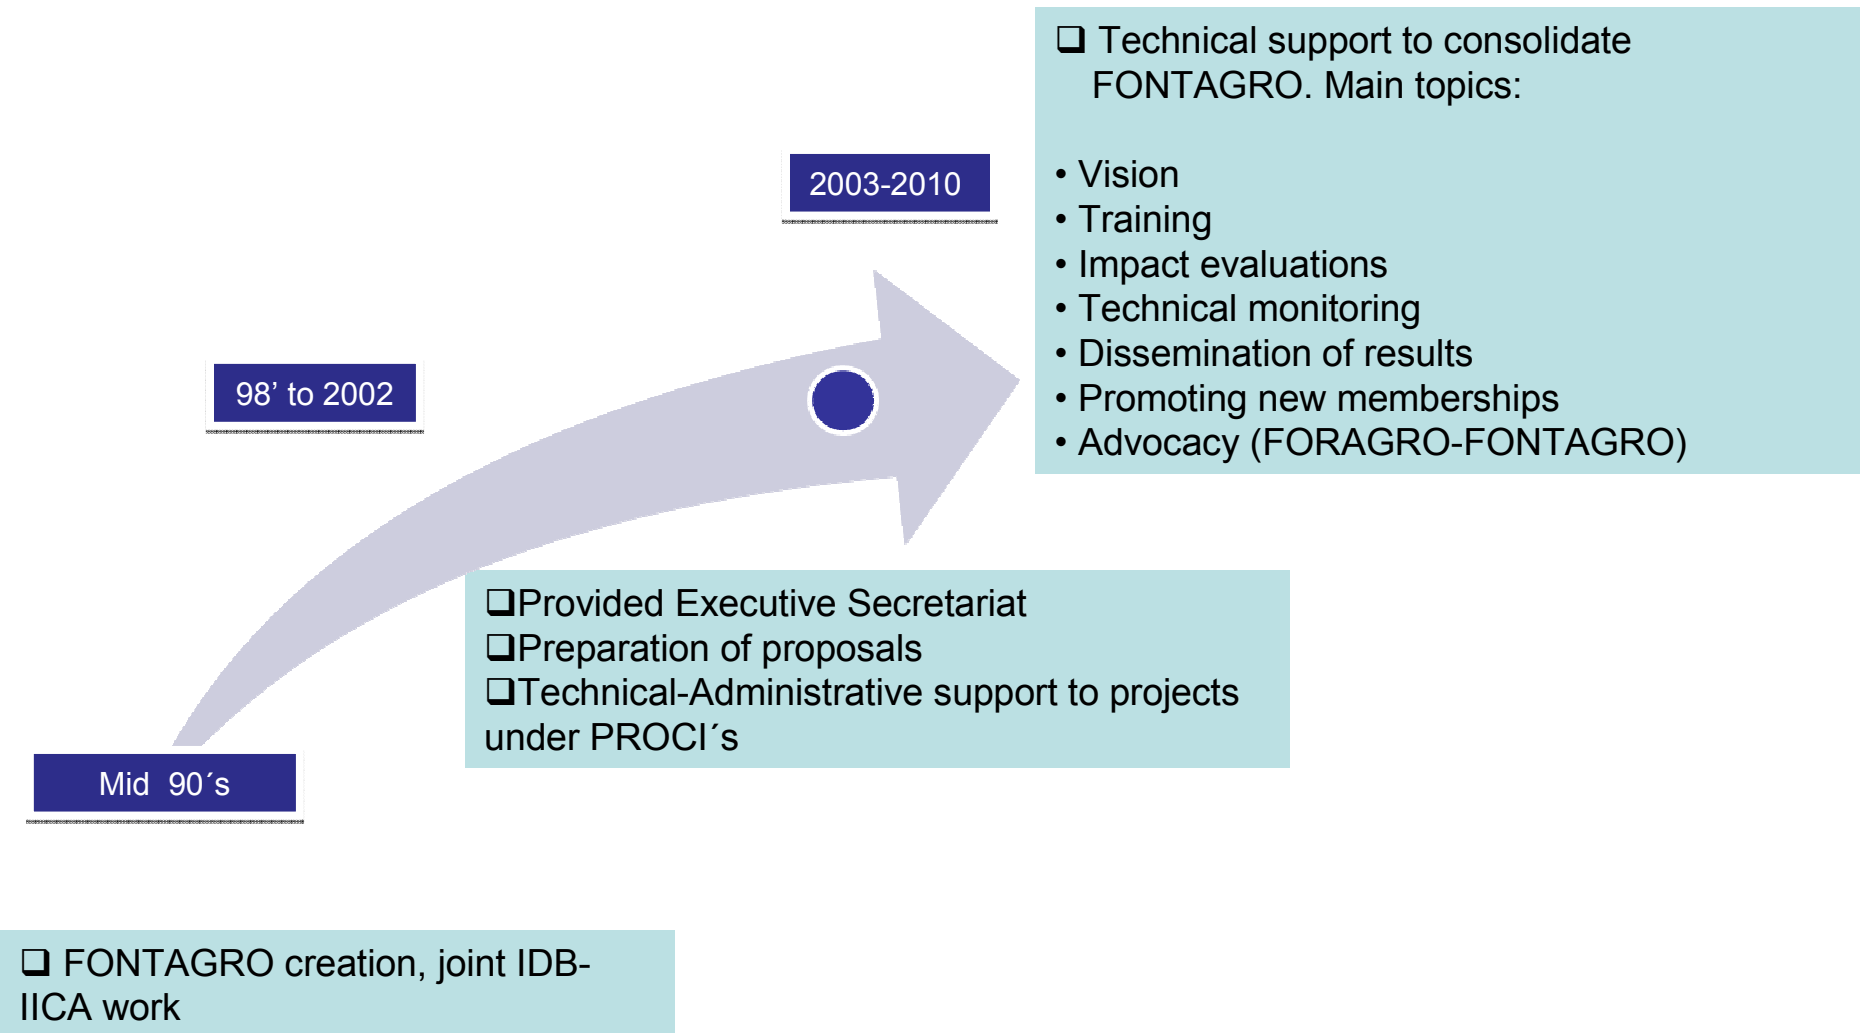 ❑ Technical support to consolidate
FONTAGRO. Main topics:
• Vision
• Training
• Impact evaluations
• Technical monitoring
• Dissemination of results
• Promoting new memberships
• Advocacy (FORAGRO-FONTAGRO)
2003-2010
98’ to 2002
❑Provided Executive Secretariat
❑Preparation of proposals
❑Technical-Administrative support to projects
under PROCI´s
Mid 90´s
❑ FONTAGRO creation, joint IDB-
IICA work